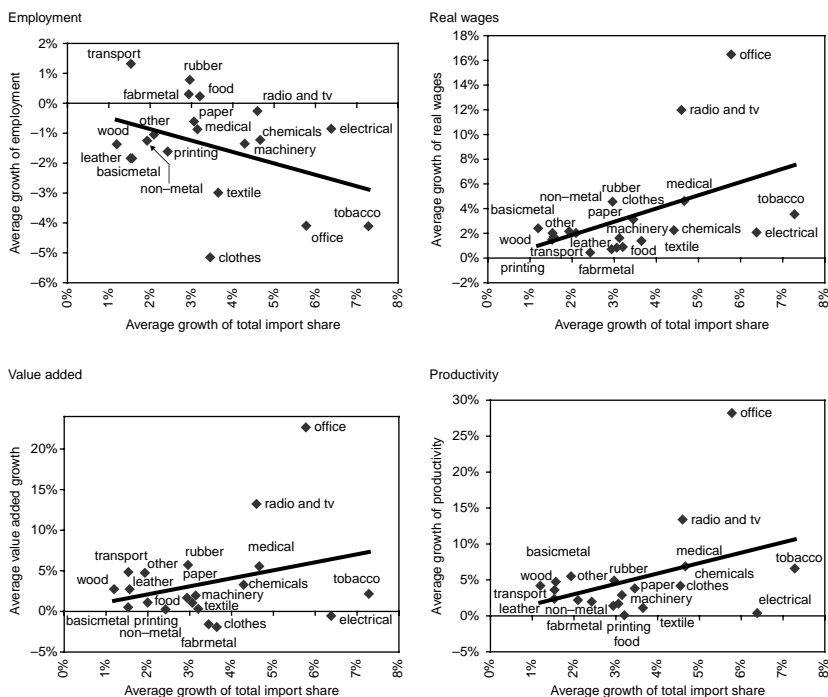 Employment
Average growth of employment
2%
1%
0%
–1%
–2%
–3%
–4%
–5%
–6%
transport
rubber
fabrmetal
food
radio and tv
paper
other
medical
chemicals
electrical
wood
printing
machinery
leather
basicmetal
non–metal
textile
tobacco
office
clothes
0%
1%
2%
3%
4%
5%
6%
7%
8%
Average growth of total import share
Real wages
Average growth of real wages
18%
16%
14%
12%
10%
8%
6%
4%
2%
0%
–2%
office
radio and tv
rubber
medical
non–metal
clothes
tobacco
basicmetal
paper
other
machinery
chemicals
electrical
wood
leather
transport
food
textile
printing
fabrmetal
0%
1%
2%
3%
4%
5%
6%
7%
8%
Average growth of total import share
Value added
Average value added growth
20%
15%
10%
5%
0%
–5%
office
radio and tv
transport
other
rubber
medical
wood
leather
paper
chemicals
tobacco
food
machinery
textile
basicmetal
printing
clothes
electrical
non–metal
fabrmetal
0%
1%
2%
3%
4%
5%
6%
7%
8%
Average growth of total import share
Productivity
Average growth of productivity
30%
25%
20%
15%
10%
5%
0%
–5%
office
radio and tv
basicmetal
medical
tobacco
wood
other
rubber
chemicals
paper
clothes
transport
machinery
electrical
leather
non–metal
fabrmetal
printing
textile
food
0%
1%
2%
3%
4%
5%
6%
7%
8%
Average growth of total import share